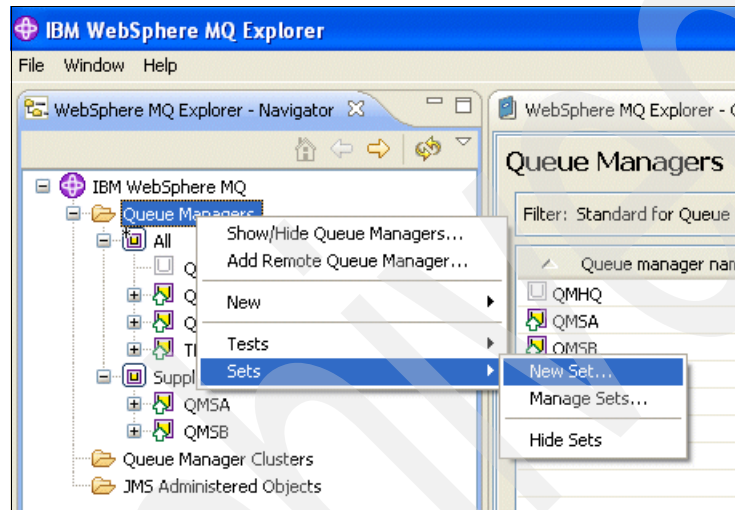 IBM WebSphere MQ Explorer
File Window Help
WebSphere MQ Explorer - Navigator
IBM WebSphere MQ
Queue Managers
All
Show/Hide Queue Managers...
Add Remote Queue Manager...
New
Tests
Sets
New Set...
Manage Sets...
Hide Sets
QMSA
QMSB
Queue Manager Clusters
JMS Administered Objects
WebSphere MQ Explorer -
Queue Managers
Filter: Standard for Queue
Queue manager
QMHQ
QMSA
QMSB